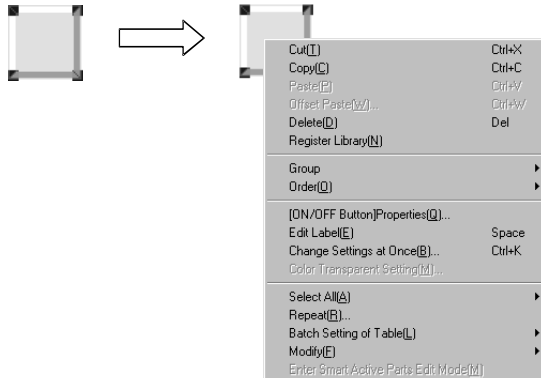 Cut(T) Ctrl+X
Copy(C) Ctrl+C
Paste(P) Ctrl+V
Offset Paste(W)... Ctrl+W
Delete(D) Del
Register Library(N)
Group
Order(O)
[ON/OFF Button]Properties(Q)...
Edit Label(E) Space
Change Settings at Once(B)... Ctrl+K
Color Transparent Setting(M)...
Select All(A)
Repeat(R)...
Batch Setting of Table(L)
Modify(F)
Enter Smart Active Parts Edit Mode(M)